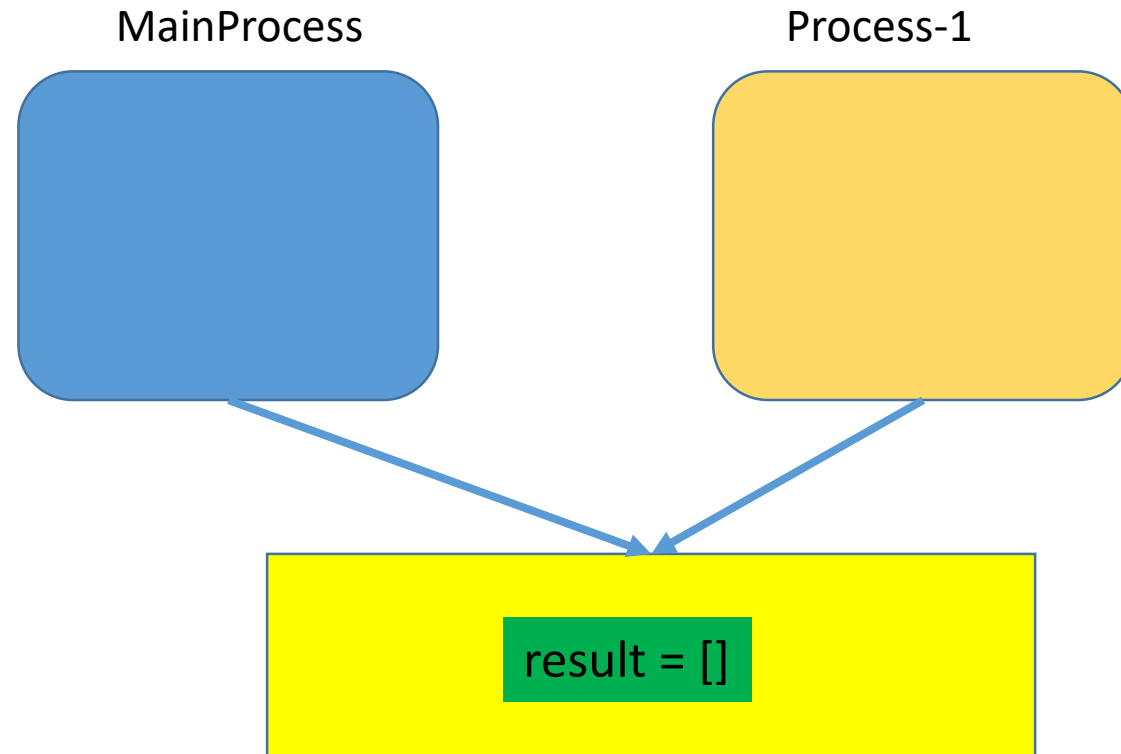 MainProcess
Process-1
result = []